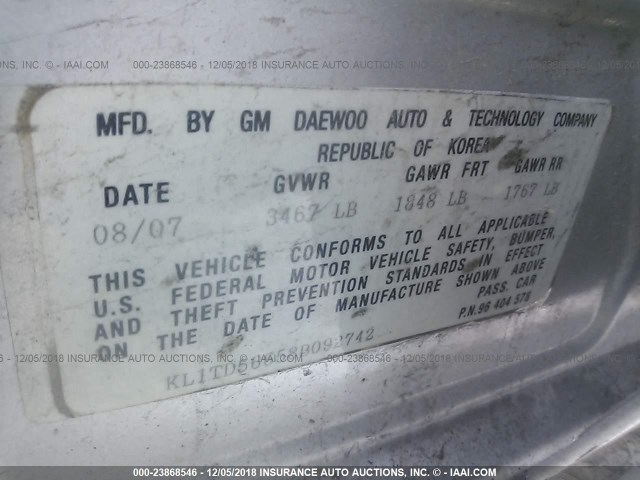 000-23868546 - 12/05/2018 INSURANCE AUTO AUCTIONS, INC. - IAAI.COM
MFD. BY GM DAEWOO AUTO & TECHNOLOGY COMPANY
REPUBLIC OF KOREA
DATE GVWR GAWR FRT GAWR RR
08/07 3467 LB 1848 LB 1767 LB
THIS VEHICLE CONFORMS TO ALL APPLICABLE
U.S. FEDERAL MOTOR VEHICLE SAFETY, BUMPER,
AND THEFT PREVENTION STANDARDS IN EFFECT
ON THE DATE OF MANUFACTURE SHOWN ABOVE
PASS. CAR
P.N.96 404 578
000-23868546 - 12/05/2018 INSURANCE AUTO AUCTIONS, INC. - IAAI.COM
000-23868546 - 12/05/2018 INSURANCE AUTO AUCTIONS, INC. - IAAI.COM